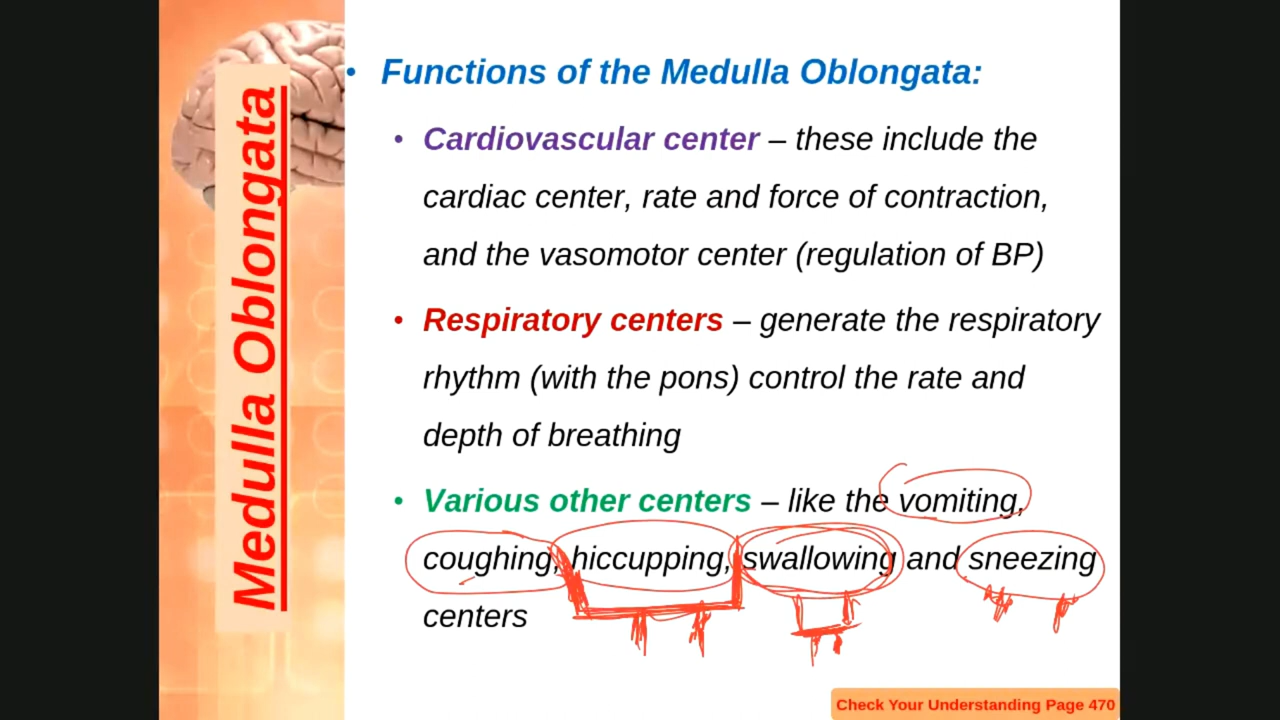 Medulla Oblongata
• Functions of the Medulla Oblongata:
• Cardiovascular center – these include the
cardiac center, rate and force of contraction,
and the vasomotor center (regulation of BP)
• Respiratory centers – generate the respiratory
rhythm (with the pons) control the rate and
depth of breathing
• Various other centers – like the vomiting,
coughing, hiccupping, swallowing and sneezing
centers
Check Your Understanding Page 470